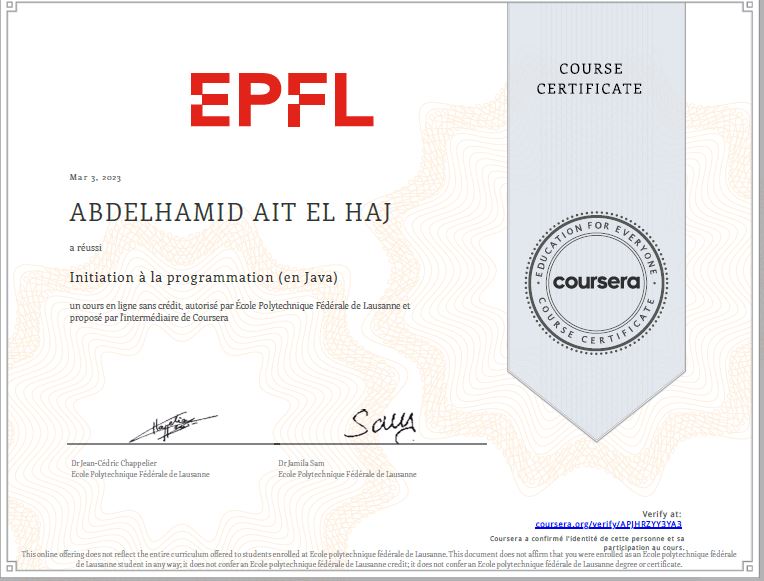 COURSE
CERTIFICATE
EPFL
Mar 3, 2023
ABDELHAMID AIT EL HAJ
a réussi
Initiation à la programmation (en Java)
un cours en ligne sans crédit, autorisé par École Polytechnique Fédérale de Lausanne et
proposé par l'intermédiaire de Coursera
EDUCATION FOR EVERYONE
coursera
COURSE CERTIFICATE
Dr Jean-Cédric Chappelier
Ecole Polytechnique Fédérale de Lausanne
Dr Jamila Sam
Ecole Polytechnique Fédérale de Lausanne
Verify at:
coursera.org/verify/APJHRZYY3YA3
Coursera a confirmé l'identité de cette personne et sa
participation au cours.
This online offering does not reflect the entire curriculum offered to students enrolled at Ecole polytechnique fédérale de Lausanne. This document does not affirm that you were enrolled as an Ecole polytechnique fédérale
de Lausanne student in any way; it does not confer an Ecole polytechnique fédérale de Lausanne credit; it does not confer an Ecole polytechnique fédérale de Lausanne degree or certificate.